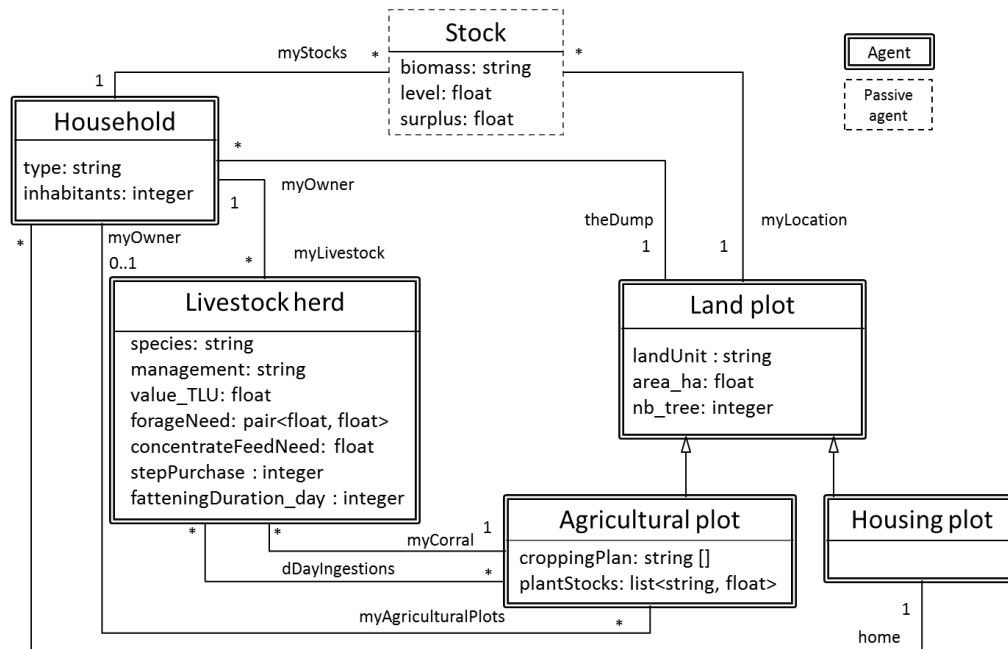 Stock
biomass: string
level: float
surplus: float
Agent
Passive
agent
myStocks
*
*
1
Household
type: string
inhabitants: integer
*
myOwner
1
theDump
1
myLocation
1
*
myOwner
0..1
myLivestock
*
Livestock herd
species: string
management: string
value_TLU: float
forageNeed: pair<float, float>
concentrateFeedNeed: float
stepPurchase : integer
fatteningDuration_day : integer
Land plot
landUnit : string
area_ha: float
nb_tree: integer
*
*
1
myCorral
dDayIngestions
*
Agricultural plot
croppingPlan: string []
plantStocks: list<string, float>
Housing plot
myAgriculturalPlots
*
1
home